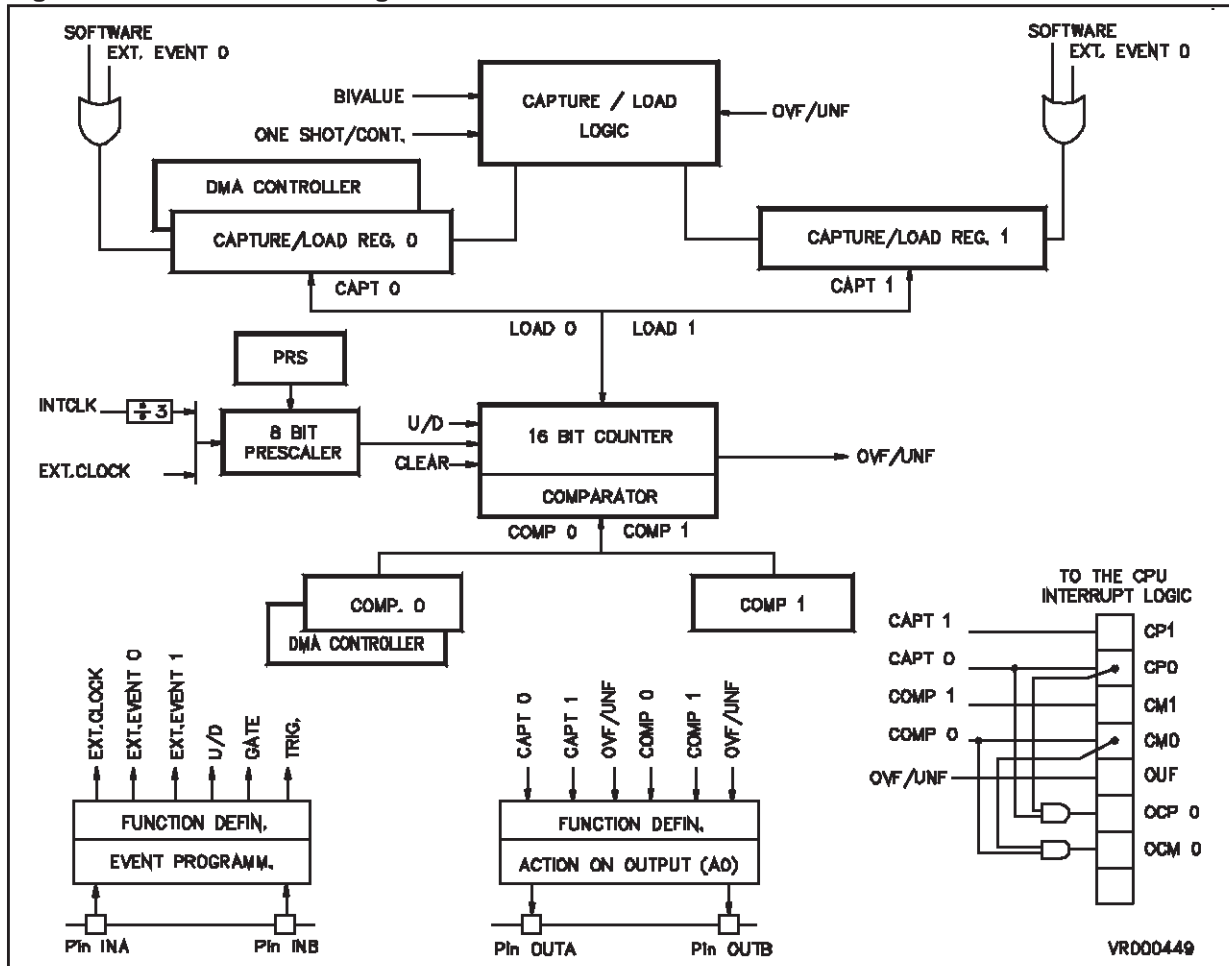 SOFTWARE
EXT. EVENT 0
SOFTWARE
EXT. EVENT 0
BIVALUE
ONE SHOT/CONT.
CAPTURE / LOAD
LOGIC
OVF/UNF
DMA CONTROLLER
CAPTURE/LOAD REG. 0
CAPTURE/LOAD REG. 1
CAPT 0
CAPT 1
LOAD 0
LOAD 1
PRS
INTCLK
÷3
EXT.CLOCK
8 BIT
PRESCALER
U/D
CLEAR
16 BIT COUNTER
COMPARATOR
OVF/UNF
COMP 0
COMP 1
COMP. 0
DMA CONTROLLER
COMP 1
TO THE CPU
INTERRUPT LOGIC
CAPT 1
CP1
CAPT 0
CP0
COMP 1
CM1
COMP 0
CM0
OVF/UNF
OUF
OCP 0
OCM 0
EXT.CLOCK
EXT.EVENT 0
EXT.EVENT 1
U/D
GATE
TRIG.
FUNCTION DEFIN.
EVENT PROGRAMM.
Pin INA
Pin INB
CAPT 0
CAPT 1
OVF/UNF
COMP 0
COMP 1
OVF/UNF
FUNCTION DEFIN.
ACTION ON OUTPUT (AO)
Pin OUTA
Pin OUTB
VR000449